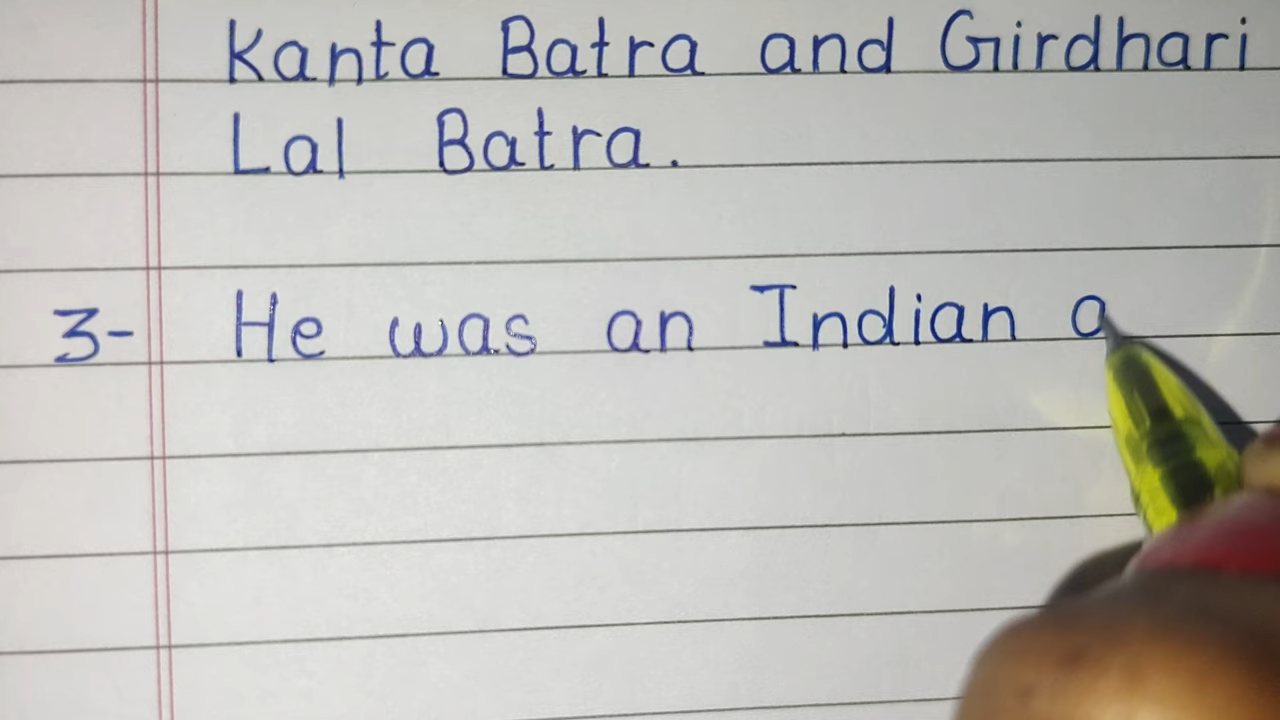 Kanta Batra and Girdhari
Lal Batra.
3- He was an Indian a